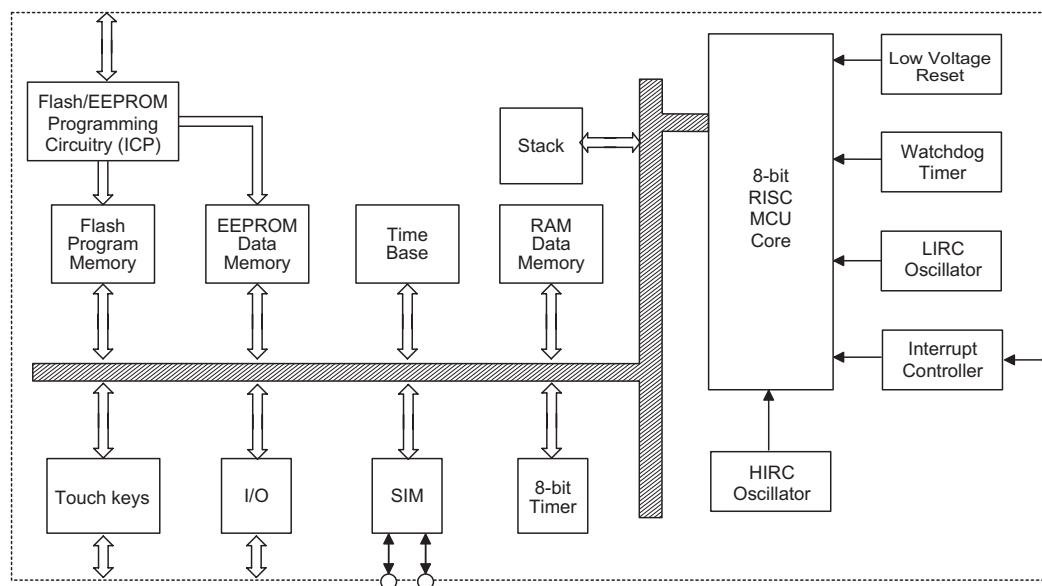 Flash/EEPROM
Programming
Circuitry (ICP)
Stack
8-bit
RISC
MCU
Core
Low Voltage
Reset
Watchdog
Timer
LIRC
Oscillator
Interrupt
Controller
Flash
Program
Memory
EEPROM
Data
Memory
Time
Base
RAM
Data
Memory
Touch keys
I/O
SIM
8-bit
Timer
HIRC
Oscillator